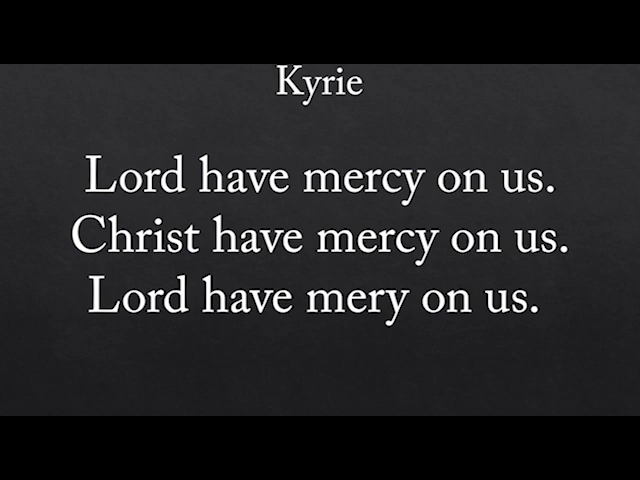 Kyrie
Lord have mercy on us.
Christ have mercy on us.
Lord have mery on us.